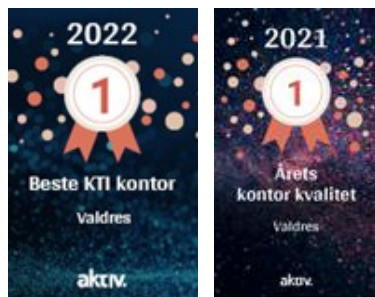 2022
1
Beste KTI kontor
Valdres
aktiv.
2021
1
Årets
kontor kvalitet
Valdres
aktiv.